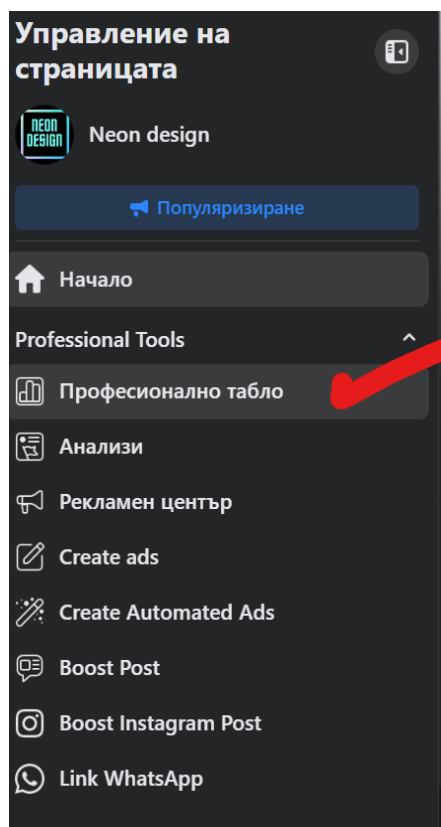 Управление на
страницата
NEON
DESIGN
Neon design
Популяризиране
Начало
Professional Tools
Професионално табло
Анализи
Рекламен център
Create ads
Create Automated Ads
Boost Post
Boost Instagram Post
Link WhatsApp